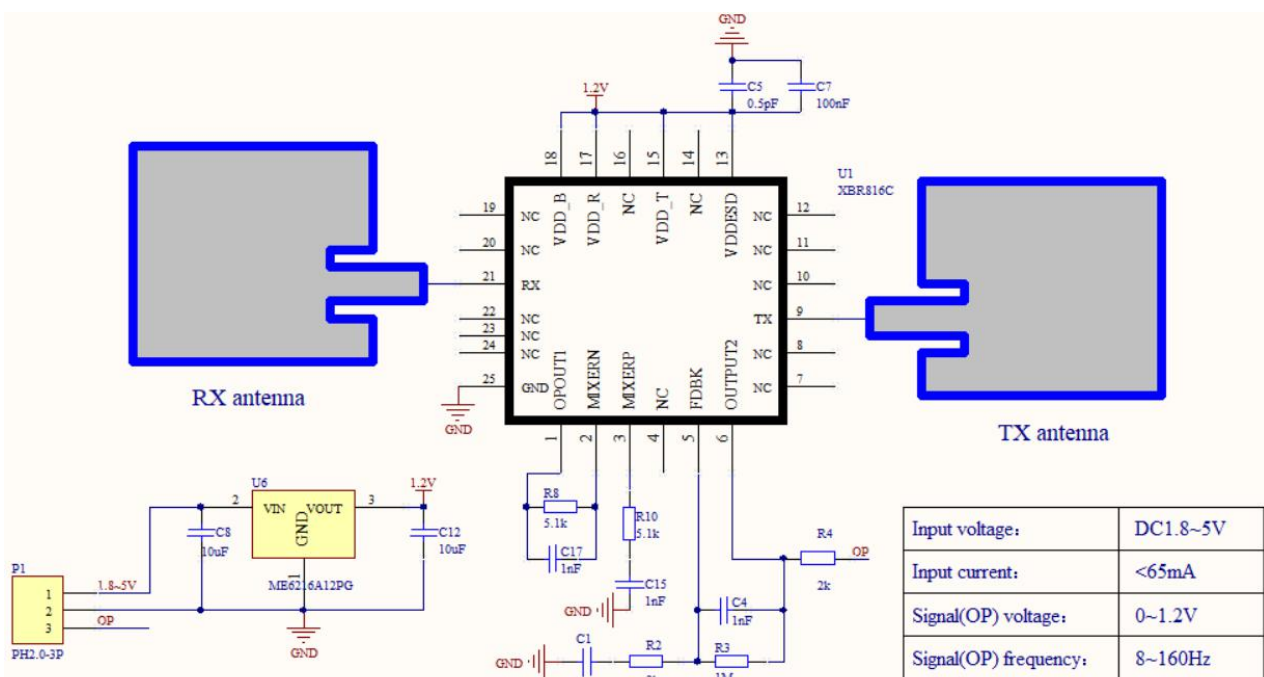 GND
1.2V
C5
0.5pF
C7
100nF
18
17
16
15
14
13
U1
XBR816C
VDD_B
VDD_R
NC
VDD_T
NC
VDDESD
19
NC
20
NC
21
RX
22
NC
23
NC
24
NC
25
GND
GND
NC
12
NC
11
NC
10
TX
9
NC
8
NC
7
OPOUT1
MIXERN
MIXERP
NC
FDBK
OUTPUT2
1
2
3
4
5
6
RX antenna
TX antenna
R8
5.1k
C17
1nF
R10
5.1k
C15
1nF
GND
R4
OP
2k
C4
1nF
GND
C1
R2
R3
1M
U6
VIN
VOUT
GND
2
3
1
1.2V
C8
10uF
C12
10uF
ME6216A12PG
GND
P1
1
2
3
1.8~5V
OP
PH2.0-3P
Input voltage: DC1.8~5V
Input current: <65mA
Signal(OP) voltage: 0~1.2V
Signal(OP) frequency: 8~160Hz